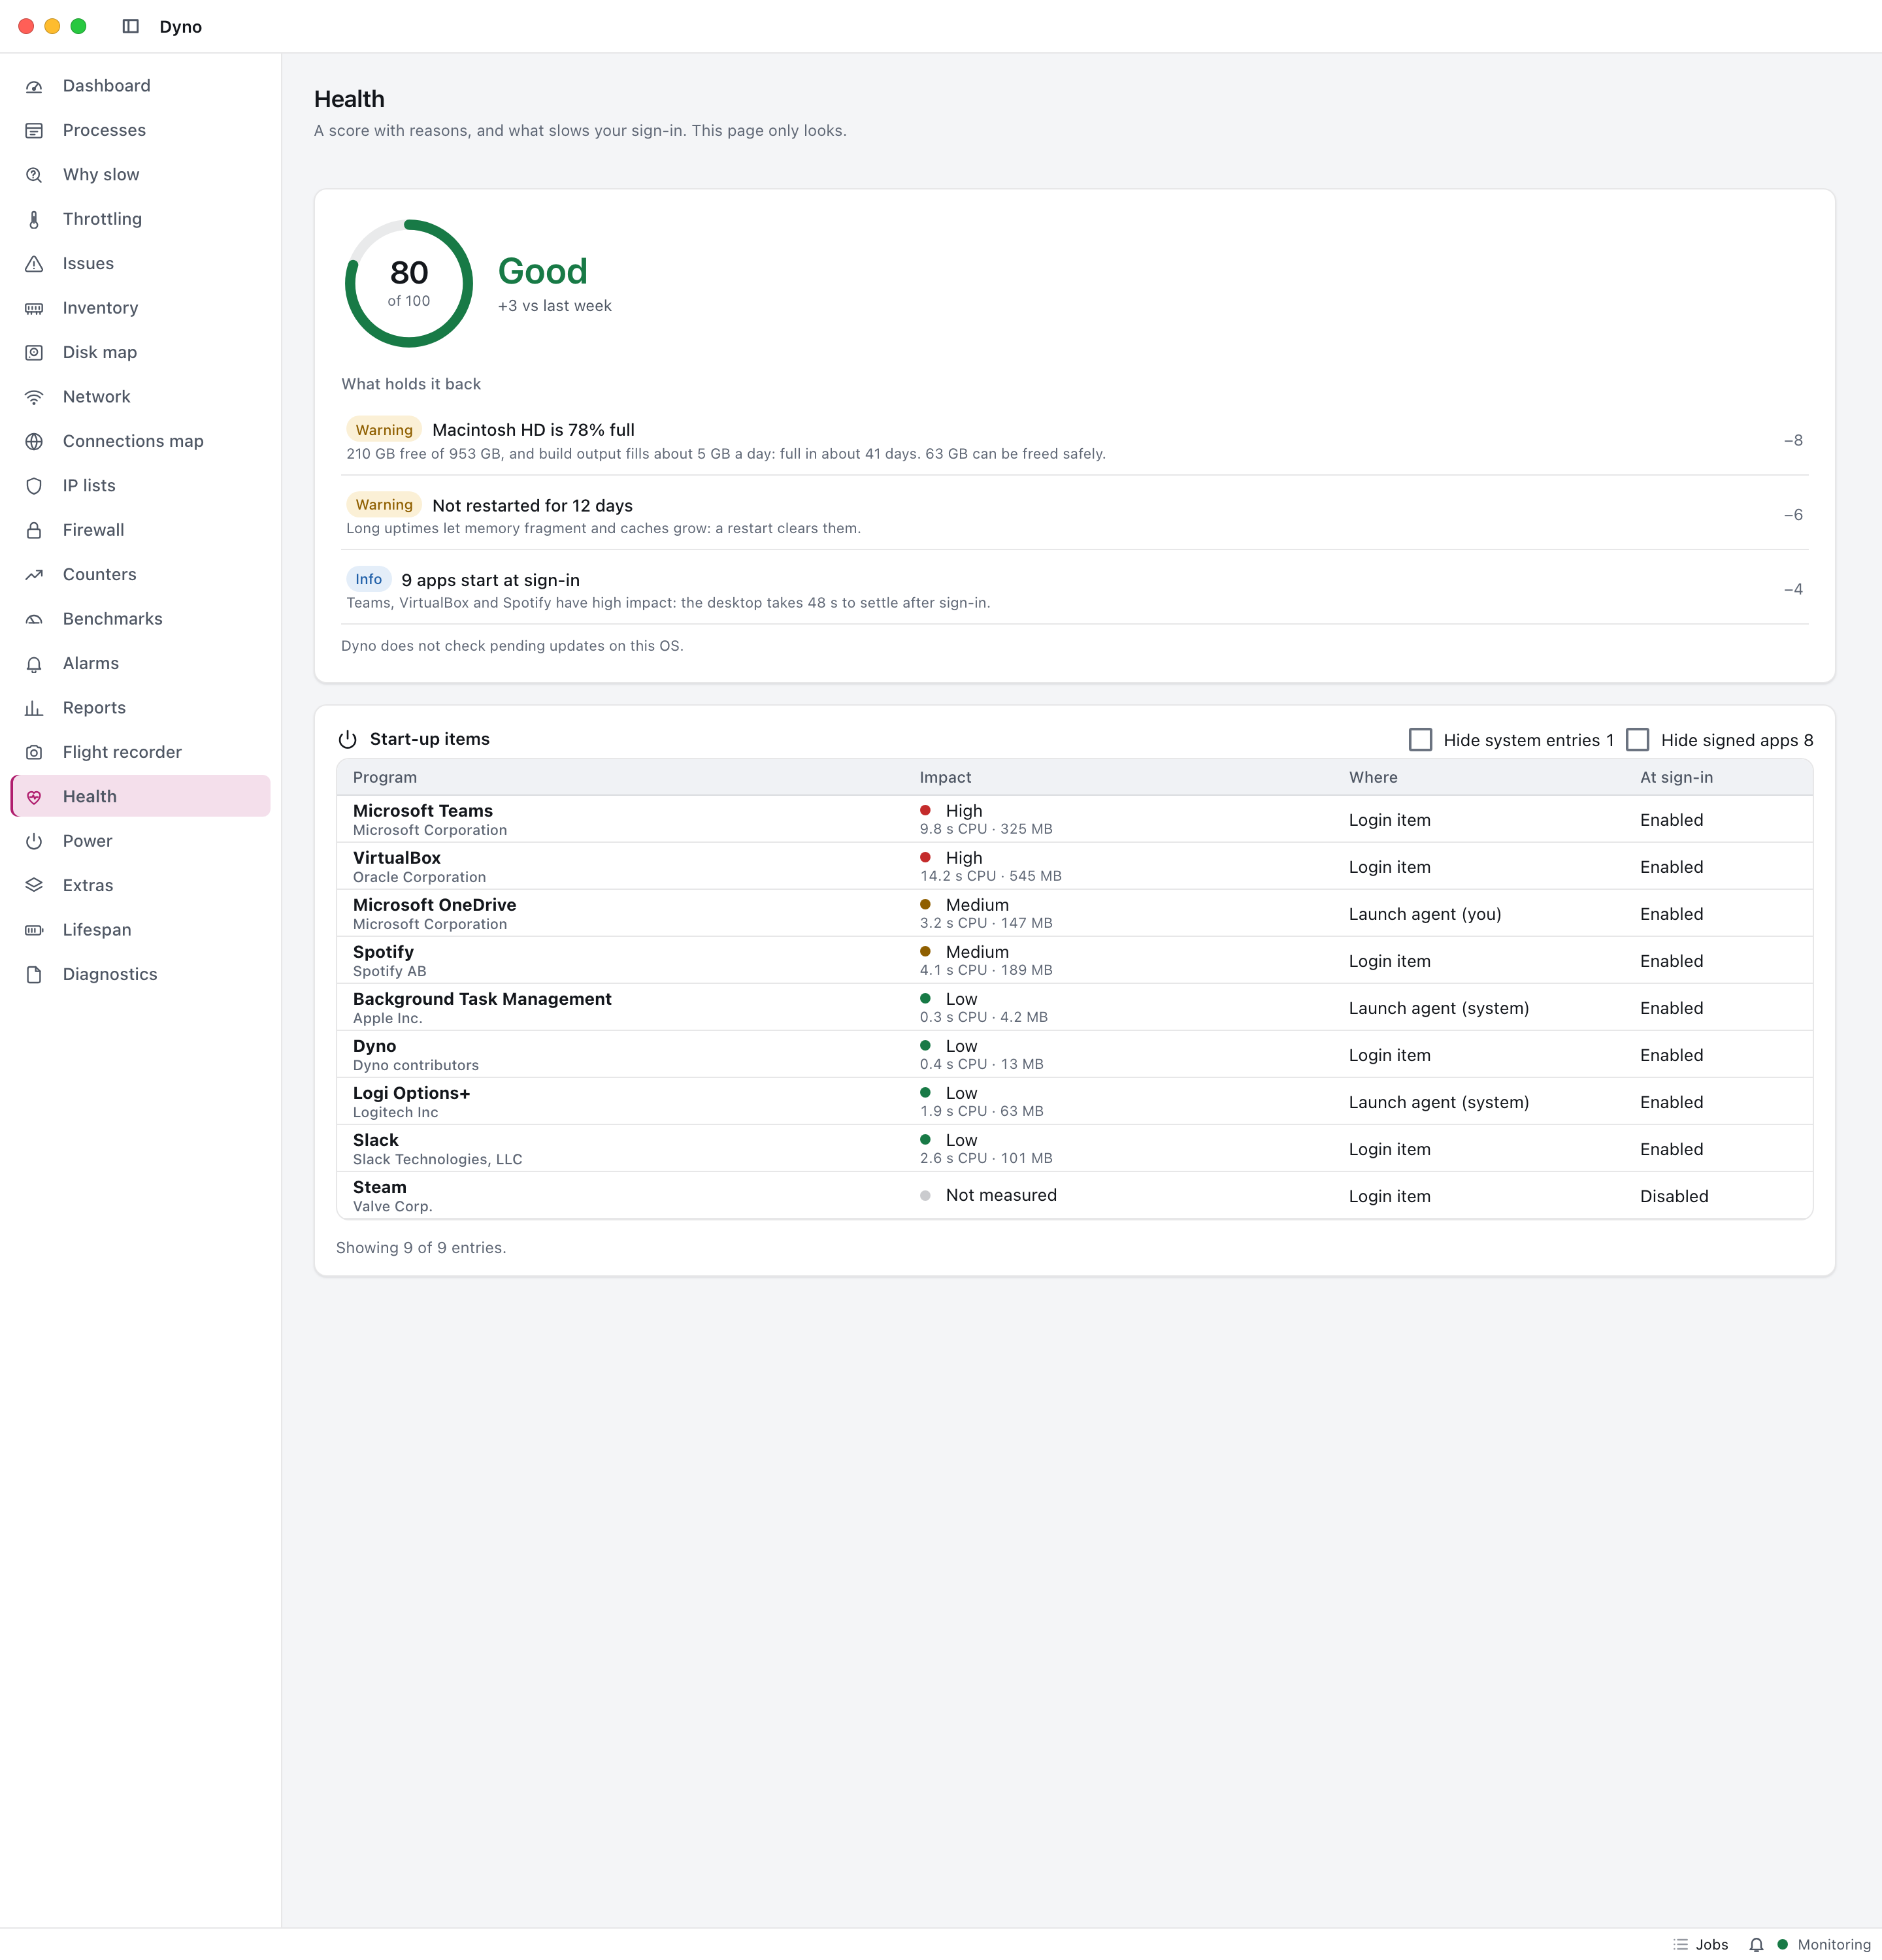 Dyno
Dashboard
Processes
Why slow
Throttling
Issues
Inventory
Disk map
Network
Connections map
IP lists
Firewall
Counters
Benchmarks
Alarms
Reports
Flight recorder
Health
Power
Extras
Lifespan
Diagnostics
Health
A score with reasons, and what slows your sign-in. This page only looks.
80
of 100
Good
+3 vs last week
What holds it back
Warning Macintosh HD is 78% full
210 GB free of 953 GB, and build output fills about 5 GB a day: full in about 41 days. 63 GB can be freed safely.
−8
Warning Not restarted for 12 days
Long uptimes let memory fragment and caches grow: a restart clears them.
−6
Info 9 apps start at sign-in
Teams, VirtualBox and Spotify have high impact: the desktop takes 48 s to settle after sign-in.
−4
Dyno does not check pending updates on this OS.
Start-up items
Hide system entries 1 Hide signed apps 8
Program Impact Where At sign-in
Microsoft Teams High Login item Enabled
Microsoft Corporation 9.8 s CPU · 325 MB
VirtualBox High Login item Enabled
Oracle Corporation 14.2 s CPU · 545 MB
Microsoft OneDrive Medium Launch agent (you) Enabled
Microsoft Corporation 3.2 s CPU · 147 MB
Spotify Medium Login item Enabled
Spotify AB 4.1 s CPU · 189 MB
Background Task Management Low Launch agent (system) Enabled
Apple Inc. 0.3 s CPU · 4.2 MB
Dyno Low Login item Enabled
Dyno contributors 0.4 s CPU · 13 MB
Logi Options+ Low Launch agent (system) Enabled
Logitech Inc 1.9 s CPU · 63 MB
Slack Low Login item Enabled
Slack Technologies, LLC 2.6 s CPU · 101 MB
Steam Not measured Login item Disabled
Valve Corp.
Showing 9 of 9 entries.
Jobs Monitoring